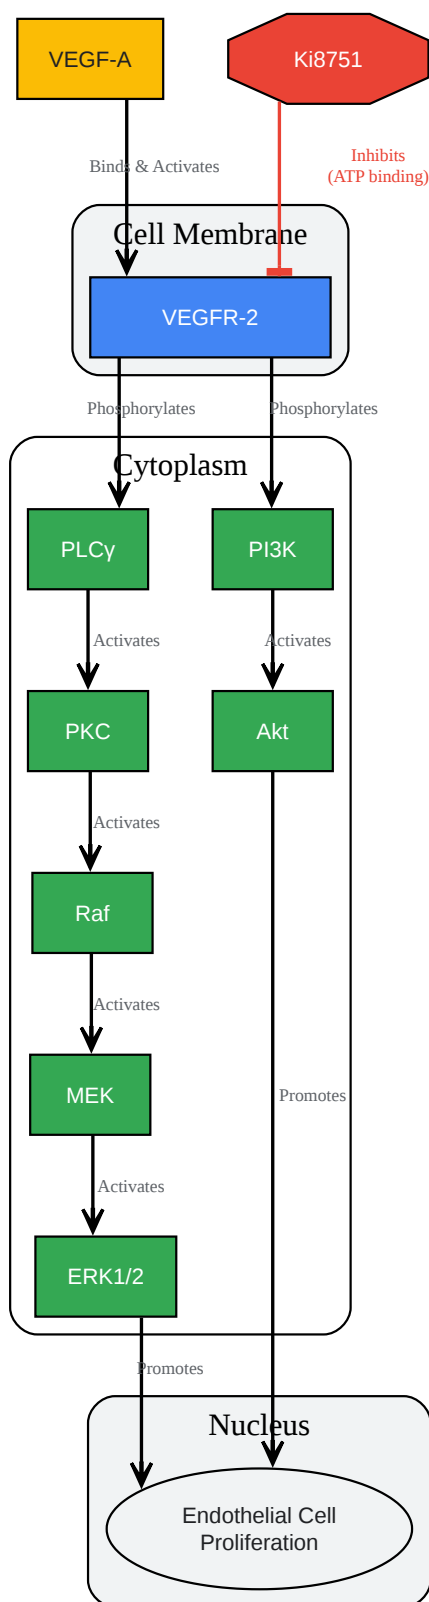 VEGF-A
Ki8751
Binds & Activates
Inhibits
(ATP binding)
Cell Membrane
VEGFR-2
Phosphorylates
Phosphorylates
Cytoplasm
PLCγ
PI3K
Activates
Activates
PKC
Akt
Activates
Raf
Activates
MEK
Promotes
Activates
ERK1/2
Promotes
Nucleus
Endothelial Cell
Proliferation